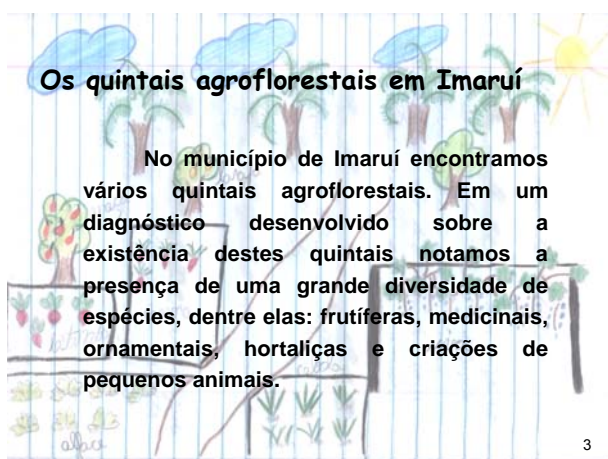 Os quintais agroflorestais em Imaruí
No município de Imaruí encontramos
vários quintais agroflorestais. Em um
diagnóstico desenvolvido sobre a
existência destes quintais notamos a
presença de uma grande diversidade de
espécies, dentre elas: frutíferas, medicinais,
ornamentais, hortaliças e criações de
pequenos animais.
alface
3